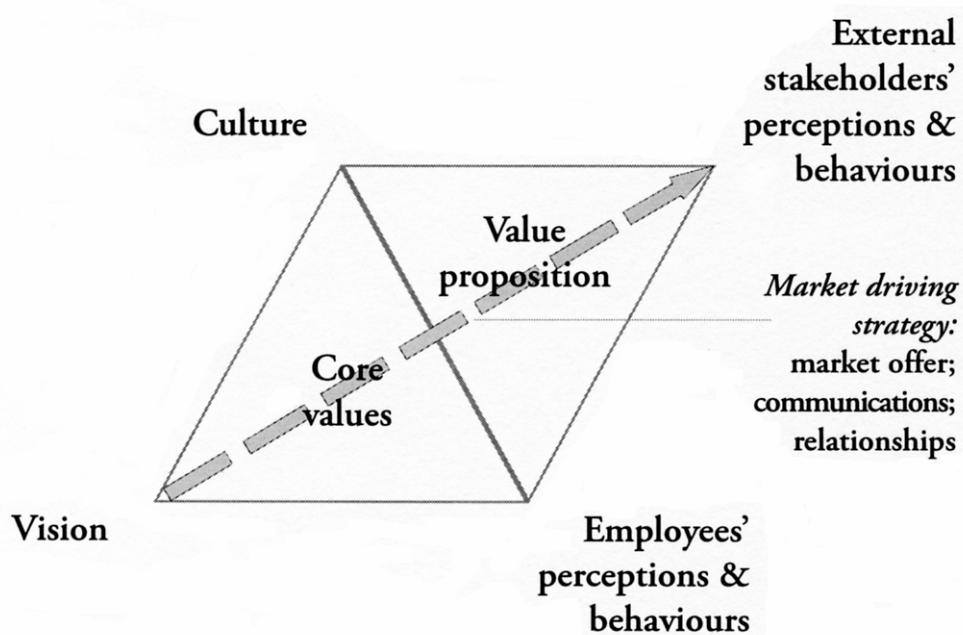 External
stakeholders’
perceptions &
behaviours
Culture
Value
proposition
Market driving
strategy:
market offer;
communications;
relationships
Core
values
Vision
Employees’
perceptions &
behaviours